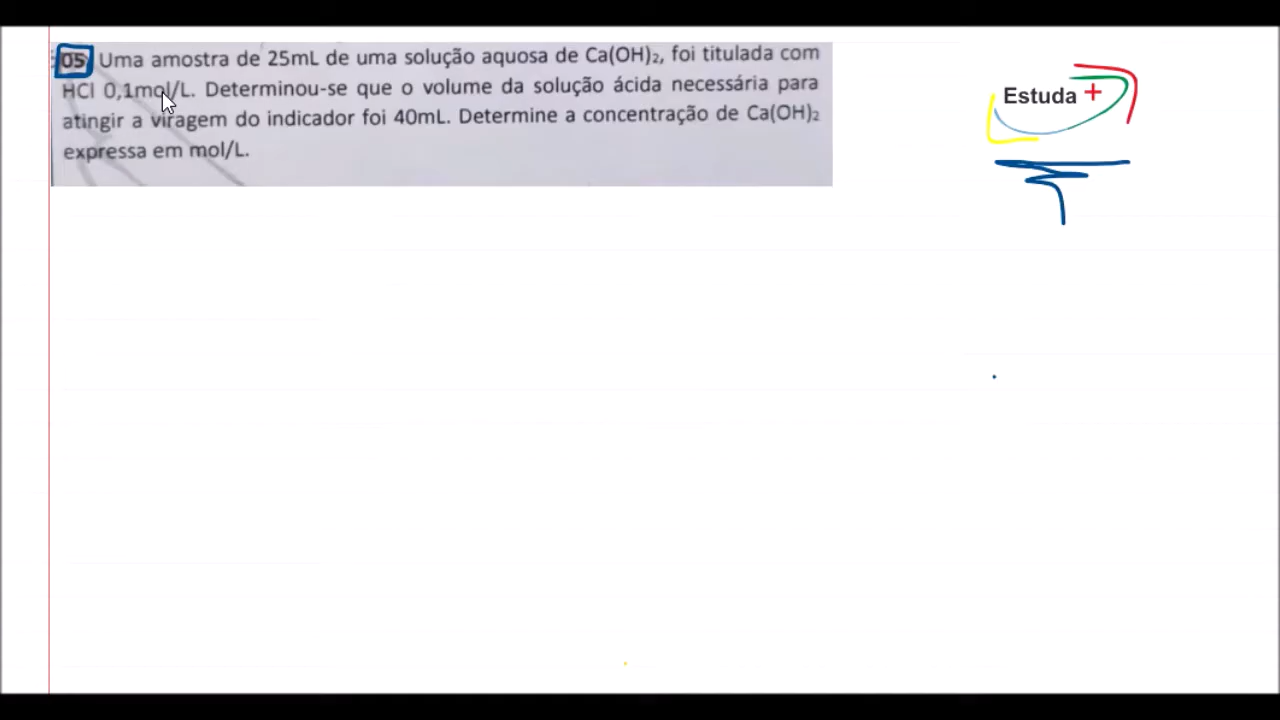 05 Uma amostra de 25mL de uma solução aquosa de Ca(OH)₂, foi titulada com
HCl 0,1mol/L. Determinou-se que o volume da solução ácida necessária para
atingir a viragem do indicador foi 40mL. Determine a concentração de Ca(OH)₂
expressa em mol/L.
Estuda +